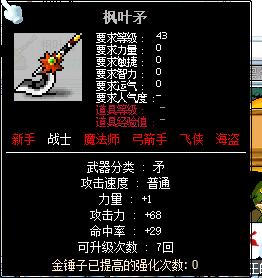 枫叶矛
要求等级: 43
要求力量: 0
要求敏捷: 0
要求智力: 0
要求运气: 0
要求人气度: -
道具等级: -
道具经验值: -
新手 战士 魔法师 弓箭手 飞侠 海盗
武器分类: 矛
攻击速度: 普通
力量: +1
攻击力: +68
命中率: +29
可升级次数: 7回
金锤子已提高的强化次数: 0